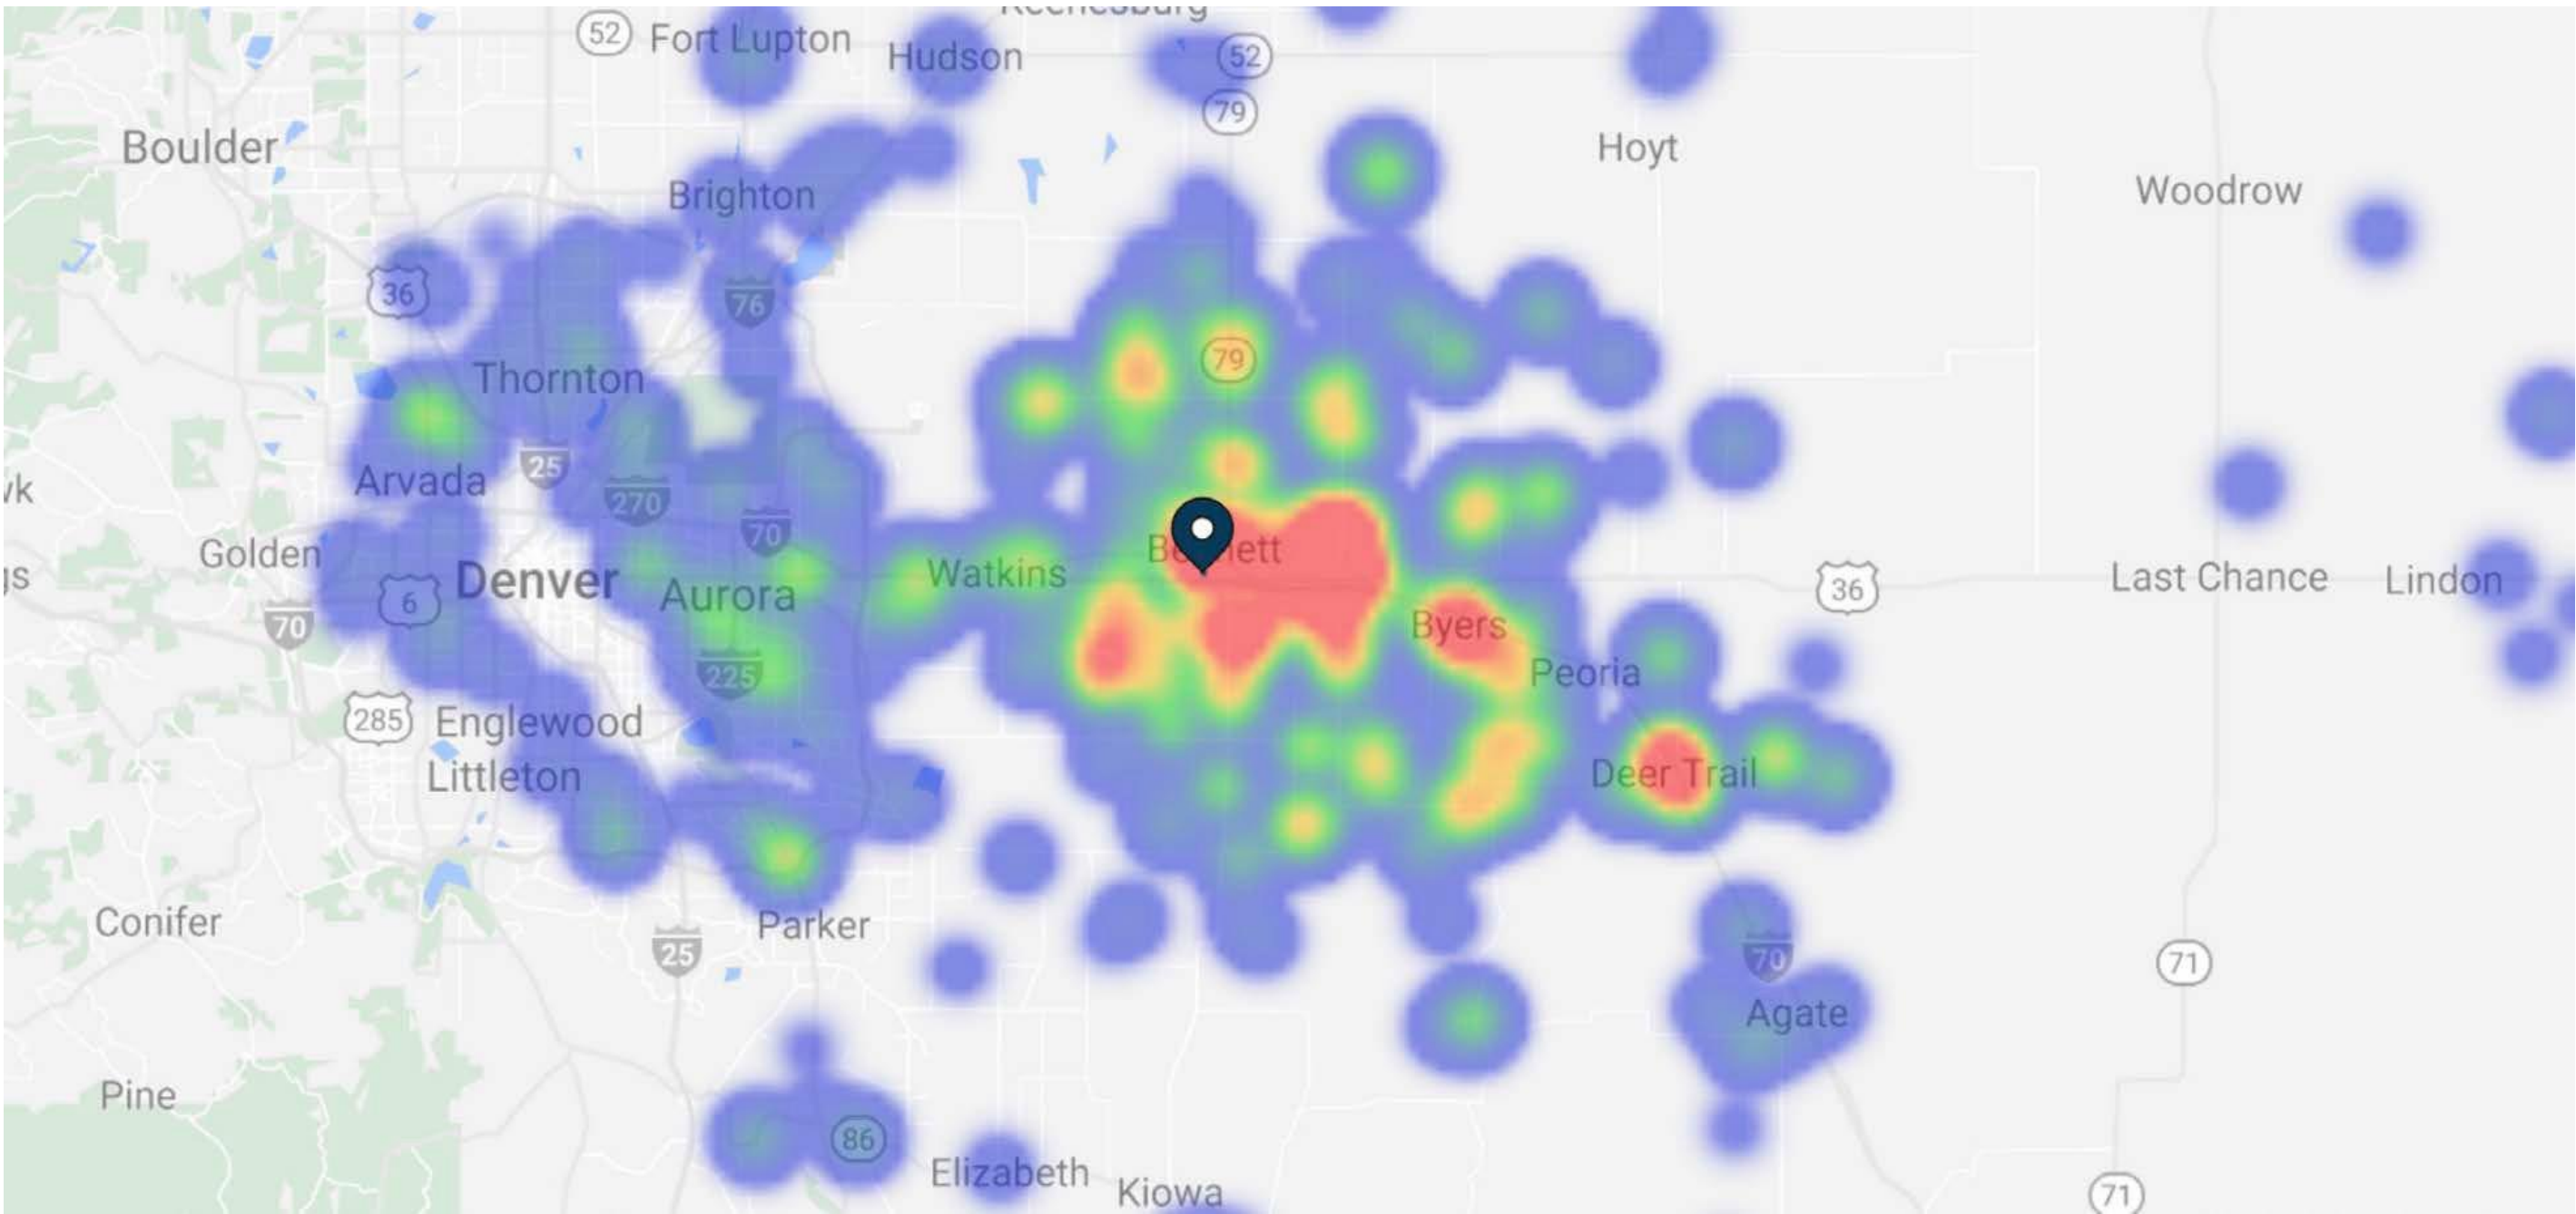 Keenesburg
52
Fort Lupton
Hudson
52
79
Boulder
Hoyt
Brighton
Woodrow
36
76
79
Thornton
25
Arvada
270
70
Golden
Denver
Aurora
Watkins
Bennett
36
Last Chance
Lindon
6
70
Byers
Peoria
225
285
Englewood
Littleton
Deer Trail
Conifer
Parker
25
70
71
Agate
Pine
86
Elizabeth
Kiowa
71